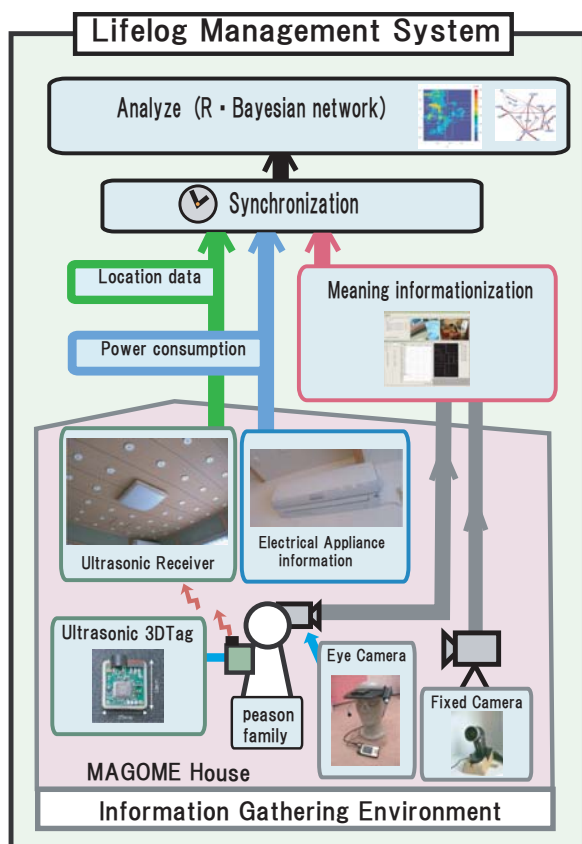 Lifelog Management System
Analyze (R・Bayesian network)
Synchronization
Location data
Meaning informationization
Power consumption
Ultrasonic Receiver
Electrical Appliance
information
Ultrasonic 3DTag
Eye Camera
Fixed Camera
peason
family
MAGOME House
Information Gathering Environment